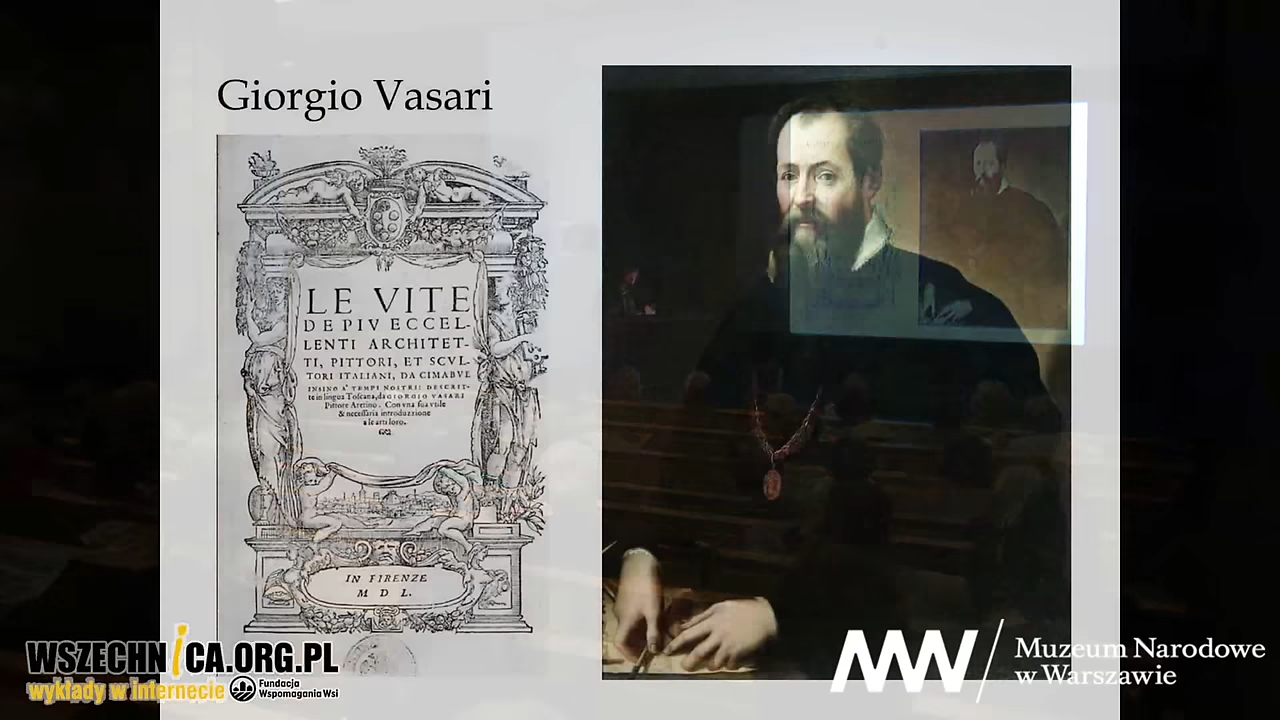 Giorgio Vasari
LE VITE
DE PIV ECCEL-
LENTI ARCHITET-
TI, PITTORI, ET SCVL-
TORI ITALIANI, DA CIMABVE
INSINO A' TEMPI NOSTRI: DESCRIT-
te in lingua Toscana, da GIORGIO VASARI
Pittore Aretino. Con vna sua vtile
& necessaria introduzzione
a le arti loro.
IN FIRENZE
M D L.
WSZECHNICA.ORG.PL
wykłady w internecie
Fundacja
Wspomagania Wsi
MNW
Muzeum Narodowe
w Warszawie